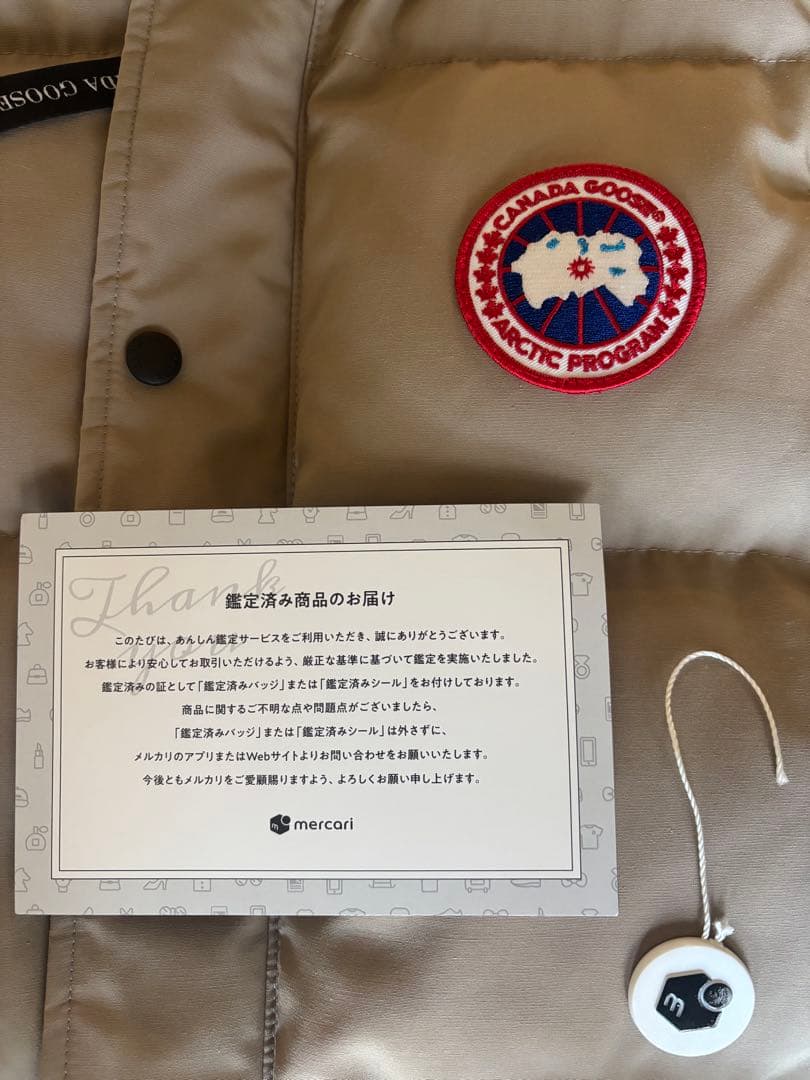 DA GOOSE
CANADA GOOSE®
ARCTIC PROGRAM
Thank you
鑑定済み商品のお届け
このたびは、あんしん鑑定サービスをご利用いただき、誠にありがとうございます。
お客様により安心してお取引いただけるよう、厳正な基準に基づいて鑑定を実施いたしました。
鑑定済みの証として「鑑定済みバッジ」または「鑑定済みシール」をお付けしております。
商品に関するご不明な点や問題点がございましたら、
「鑑定済みバッジ」または「鑑定済みシール」は外さずに、
メルカリのアプリまたはWebサイトよりお問い合わせをお願いいたします。
今後ともメルカリをご愛顧賜りますよう、よろしくお願い申し上げます。
m mercari
m